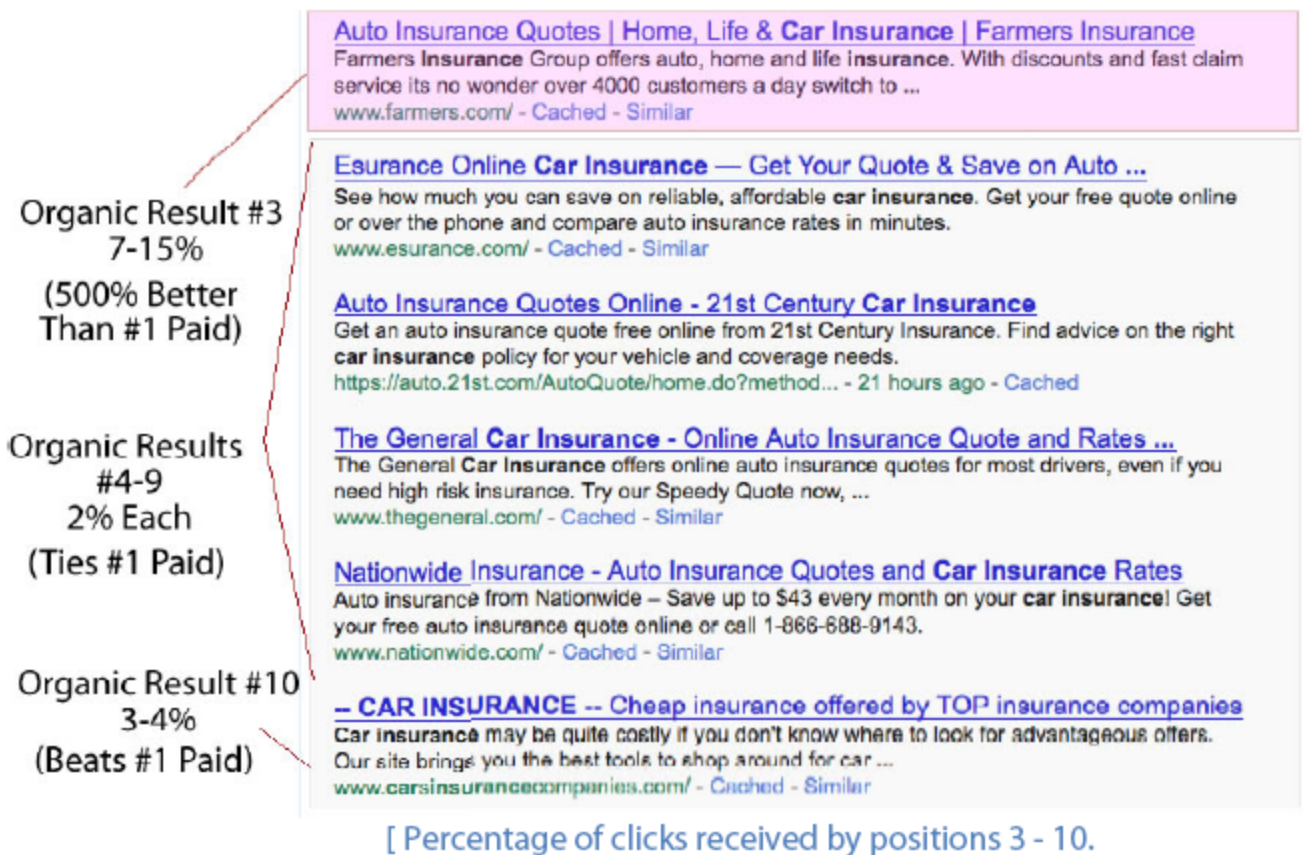 Auto Insurance Quotes | Home, Life & Car Insurance | Farmers Insurance
Farmers Insurance Group offers auto, home and life insurance. With discounts and fast claim
service its no wonder over 4000 customers a day switch to ...
www.farmers.com/ - Cached - Similar
Organic Result #3
7-15%
(500% Better
Than #1 Paid)
Esurance Online Car Insurance — Get Your Quote & Save on Auto ...
See how much you can save on reliable, affordable car insurance. Get your free quote online
or over the phone and compare auto insurance rates in minutes.
www.esurance.com/ - Cached - Similar
Auto Insurance Quotes Online - 21st Century Car Insurance
Get an auto insurance quote free online from 21st Century Insurance. Find advice on the right
car insurance policy for your vehicle and coverage needs.
https://auto.21st.com/AutoQuote/home.do?method... - 21 hours ago - Cached
Organic Results
#4-9
2% Each
(Ties #1 Paid)
The General Car Insurance - Online Auto Insurance Quote and Rates ...
The General Car Insurance offers online auto insurance quotes for most drivers, even if you
need high risk insurance. Try our Speedy Quote now, ...
www.thegeneral.com/ - Cached - Similar
Nationwide Insurance - Auto Insurance Quotes and Car Insurance Rates
Auto insurance from Nationwide – Save up to $43 every month on your car insurance! Get
your free auto insurance quote online or call 1-866-688-9143.
www.nationwide.com/ - Cached - Similar
Organic Result #10
3-4%
(Beats #1 Paid)
-- CAR INSURANCE -- Cheap insurance offered by TOP insurance companies
Car insurance may be quite costly if you don't know where to look for advantageous offers.
Our site brings you the best tools to shop around for car ...
www.carsinsurancecompanies.com/ - Cached - Similar
[ Percentage of clicks received by positions 3 - 10.